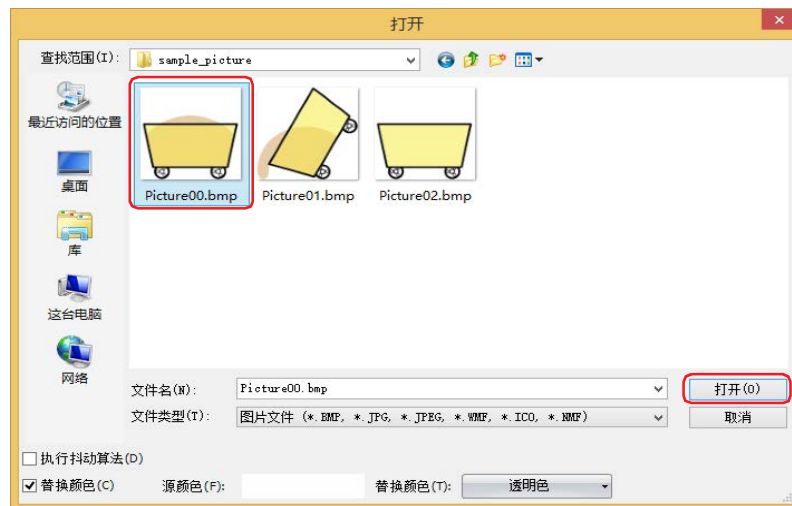 打开
查找范围(I):
sample_picture
最近访问的位置
桌面
库
这台电脑
网络
Picture00.bmp
Picture01.bmp
Picture02.bmp
文件名(N):
Picture00.bmp
打开(O)
文件类型(T):
图片文件 (*.BMP, *.JPG, *.JPEG, *.WMF, *.ICO, *.NMF)
取消
执行抖动算法(D)
替换颜色(C)
源颜色(F):
替换颜色(T):
透明色